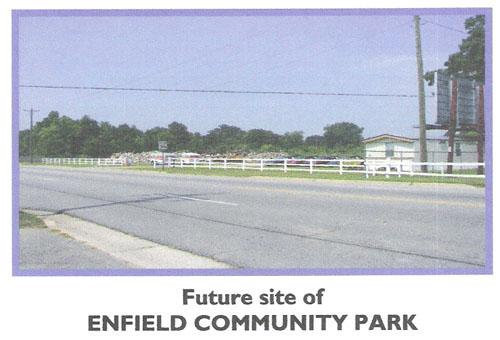 Future site of
ENFIELD COMMUNITY PARK